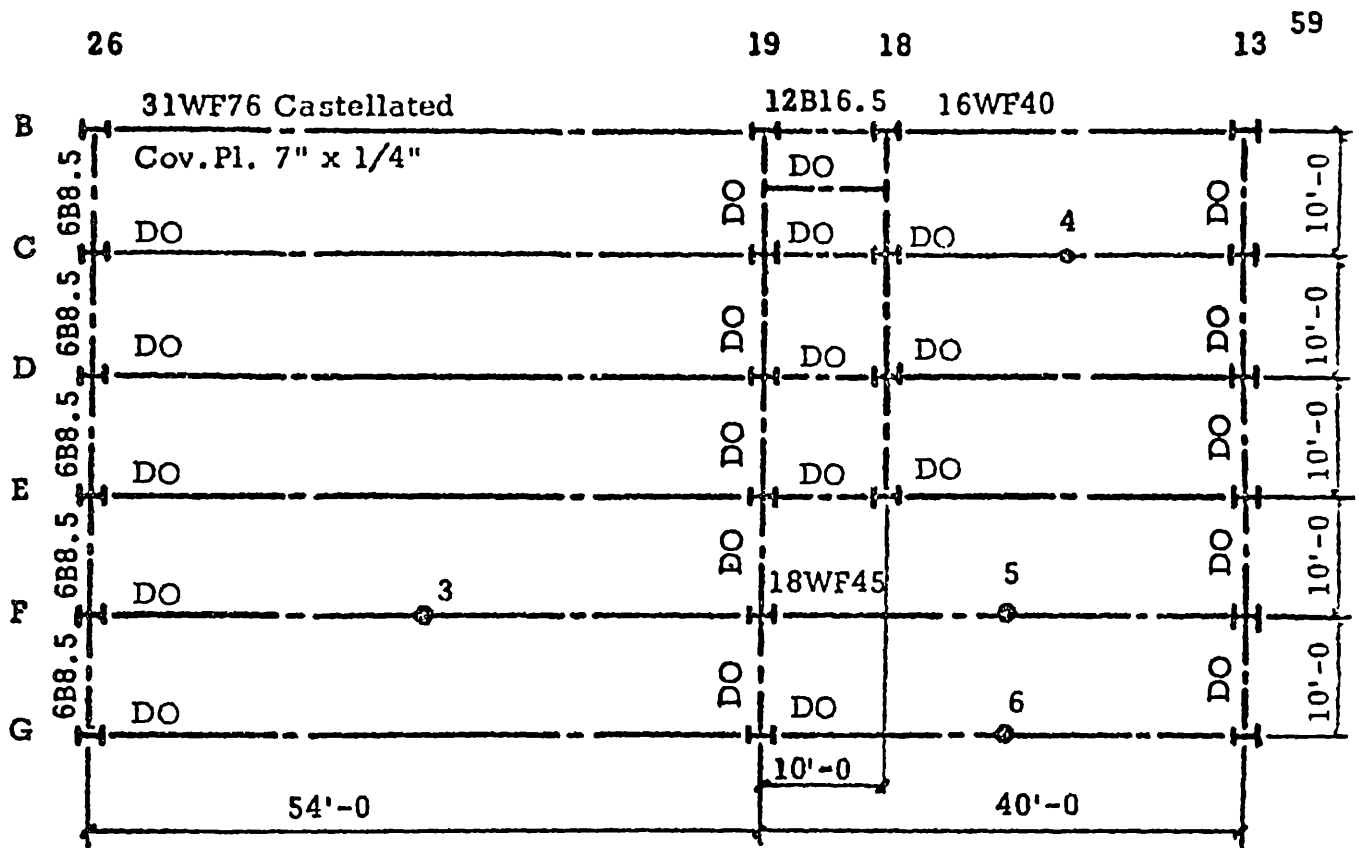 59
26 19 18 13
B 31WF76 Castellated 12B16.5 16WF40
Cov.Pl. 7" x 1/4"
6B8.5 DO DO DO 10'-0
C DO DO DO 4
6B8.5 DO DO 10'-0
D DO DO DO
6B8.5 DO DO 10'-0
E DO DO DO
6B8.5 DO DO 10'-0
F DO 3 18WF45 5
6B8.5 DO DO 10'-0
G DO DO 6
10'-0
54'-0 40'-0